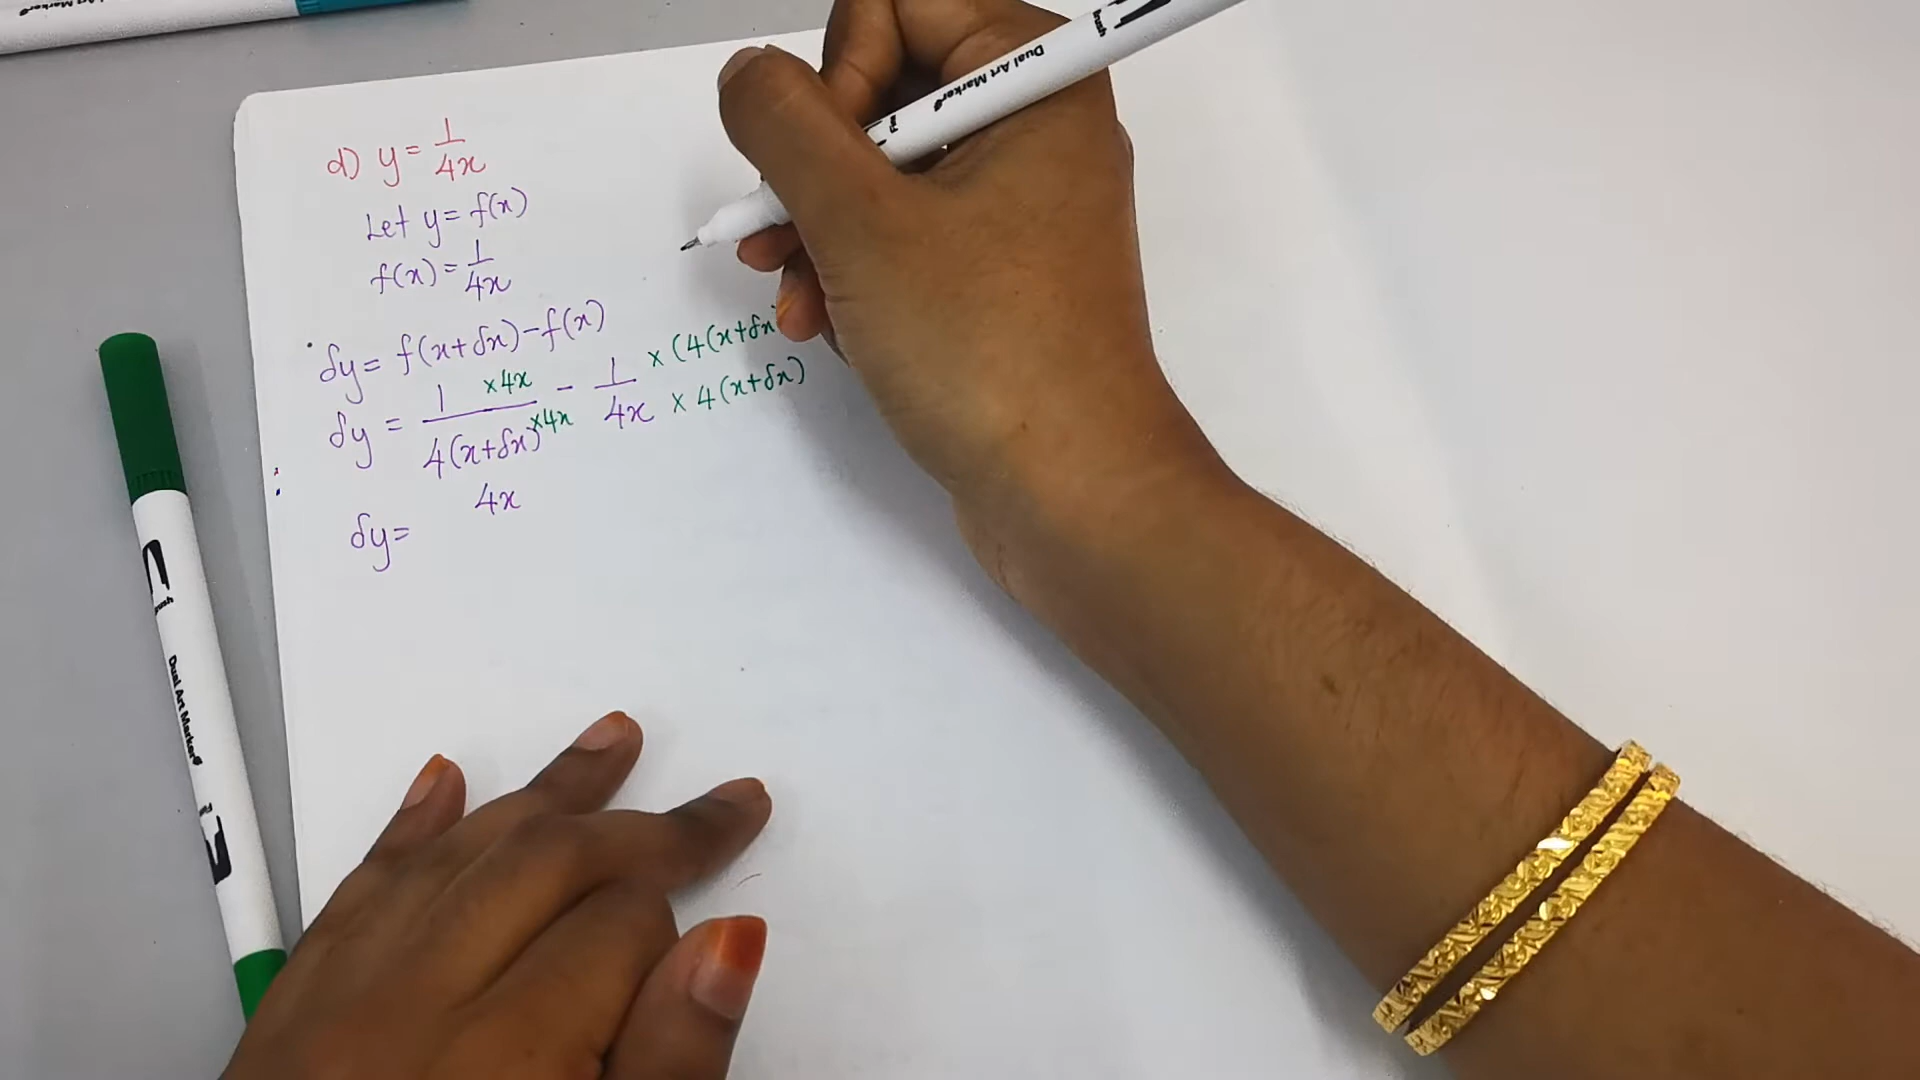 d) y = 1/4x
Let y = f(x)
f(x) = 1/4x
δy = f(x+δx) - f(x)
δy = 1 ×4x / 4(x+δx) ×4x - 1/4x × (4(x+δx) × 4(x+δx)
4x
δy =
Dual Art Marker
brush
Dual Art Marker